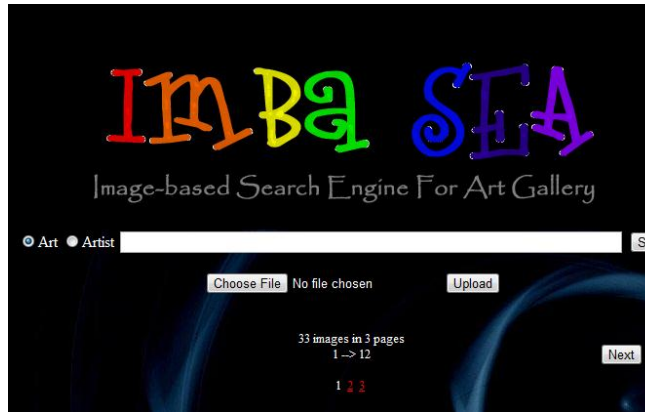 Imba SEA
Image-based Search Engine For Art Gallery
Art Artist S
Choose File No file chosen Upload
33 images in 3 pages
1 --> 12
Next
1 2 3